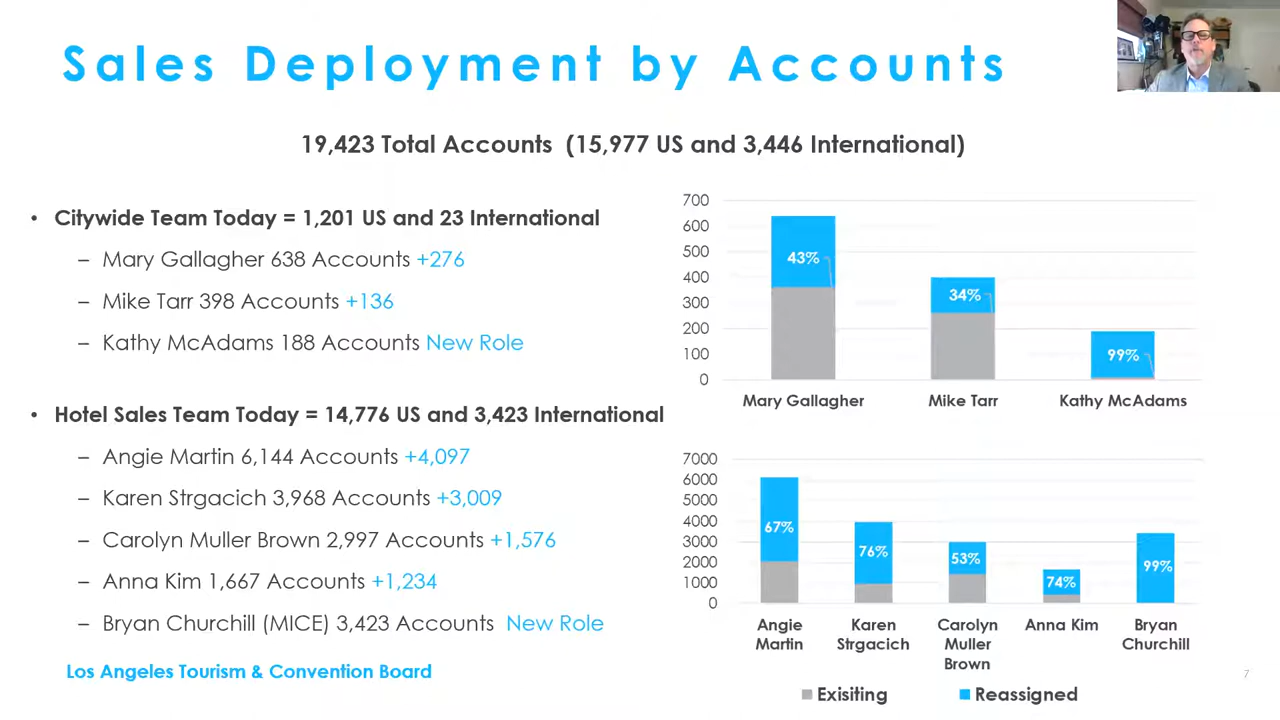 Sales Deployment by Accounts
19,423 Total Accounts (15,977 US and 3,446 International)
• Citywide Team Today = 1,201 US and 23 International
– Mary Gallagher 638 Accounts +276
– Mike Tarr 398 Accounts +136
– Kathy McAdams 188 Accounts New Role
• Hotel Sales Team Today = 14,776 US and 3,423 International
– Angie Martin 6,144 Accounts +4,097
– Karen Strgacich 3,968 Accounts +3,009
– Carolyn Muller Brown 2,997 Accounts +1,576
– Anna Kim 1,667 Accounts +1,234
– Bryan Churchill (MICE) 3,423 Accounts New Role
Los Angeles Tourism & Convention Board
700
600
500
400
300
200
100
0
43%
34%
99%
Mary Gallagher
Mike Tarr
Kathy McAdams
7000
6000
5000
4000
3000
2000
1000
0
67%
76%
53%
74%
99%
Angie
Martin
Karen
Strgacich
Carolyn
Muller
Brown
Anna Kim
Bryan
Churchill
Exisiting
Reassigned
7